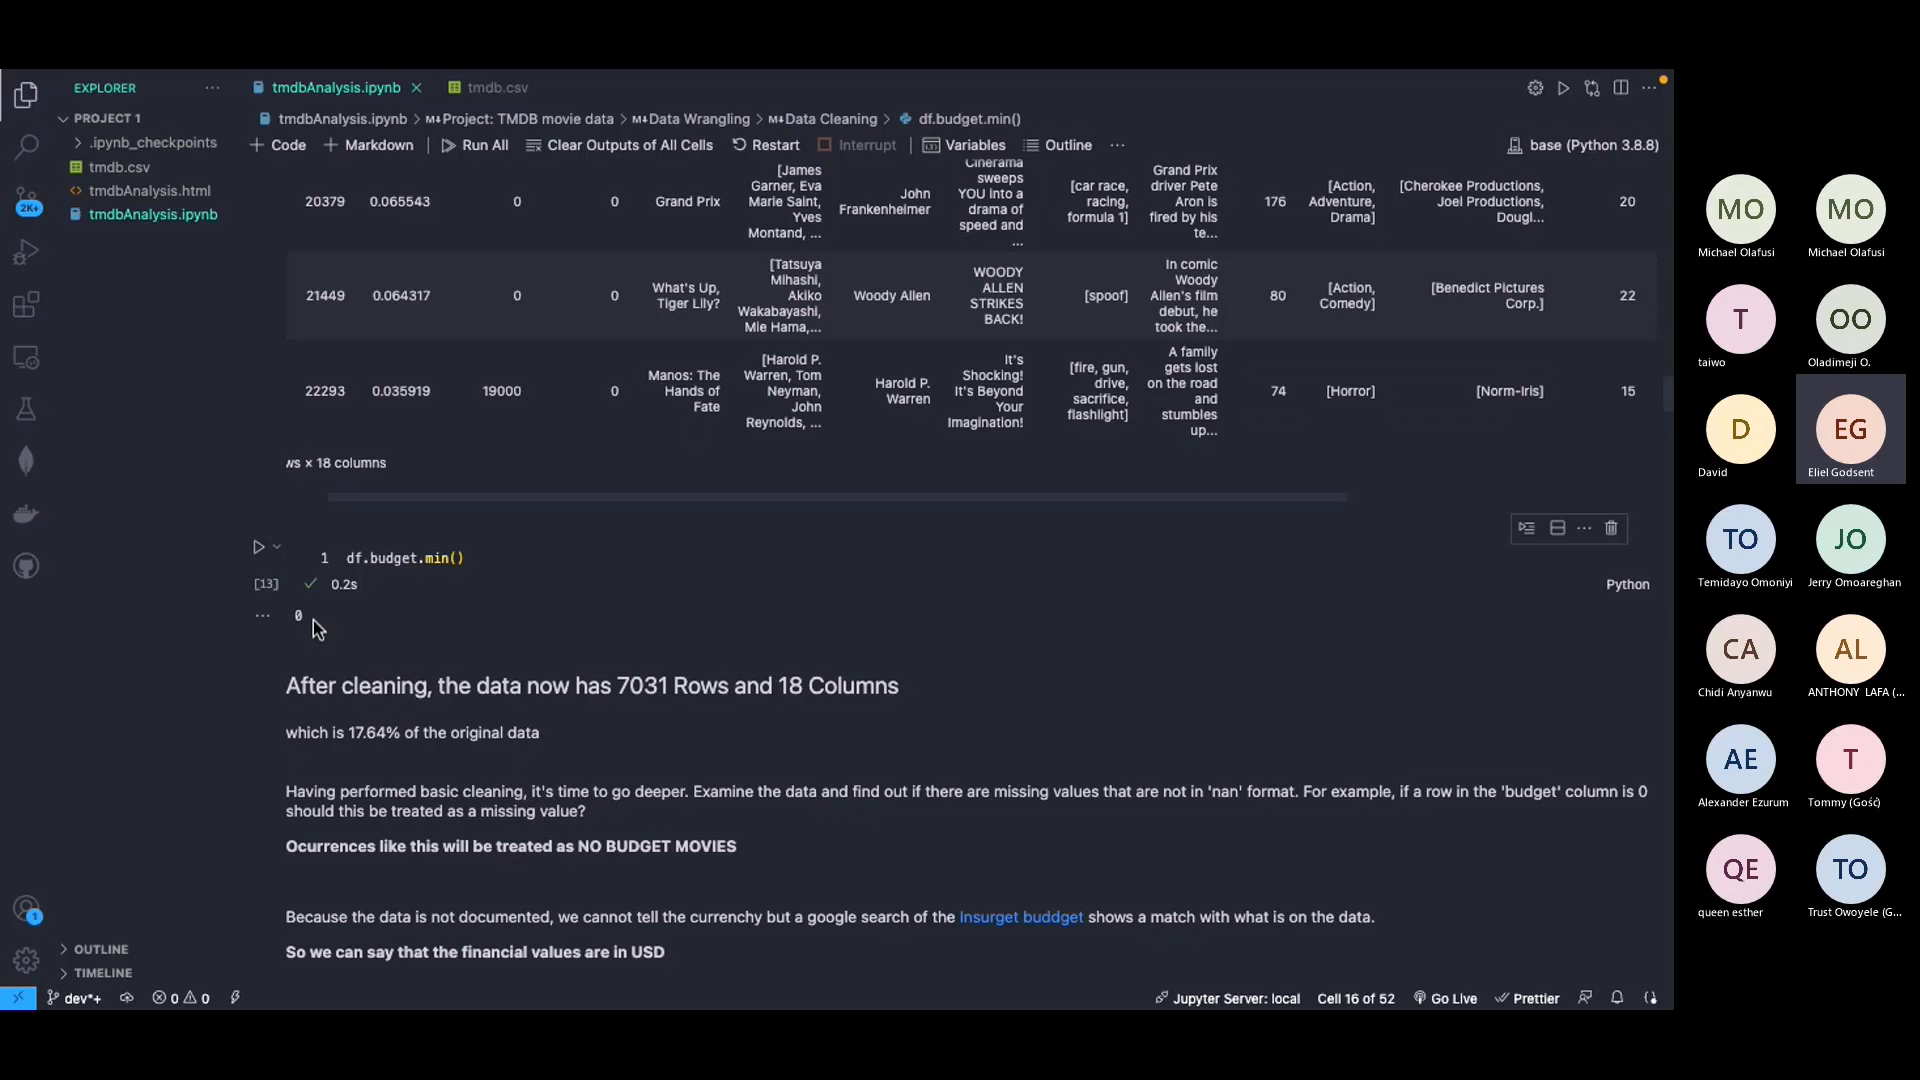 EXPLORER
tmdbAnalysis.ipynb
tmdb.csv
PROJECT 1
.ipynb_checkpoints
tmdb.csv
tmdbAnalysis.html
tmdbAnalysis.ipynb
2K+
tmdbAnalysis.ipynb > M↓Project: TMDB movie data > M↓Data Wrangling > M↓Data Cleaning > df.budget.min()
+ Code + Markdown | Run All Clear Outputs of All Cells Restart Interrupt | Variables Outline ... base (Python 3.8.8)
20379 0.065543 0 0 Grand Prix
[James
Garner, Eva
Marie Saint,
Yves
Montand, ...
John
Frankenheimer
Cinerama
sweeps
YOU into a
drama of
speed and
...
[car race,
racing,
formula 1]
Grand Prix
driver Pete
Aron is
fired by his
te...
176
[Action,
Adventure,
Drama]
[Cherokee Productions,
Joel Productions,
Dougl...
20
21449 0.064317 0 0
What's Up,
Tiger Lily?
[Tatsuya
Mihashi,
Akiko
Wakabayashi,
Mie Hama,...
Woody Allen
WOODY
ALLEN
STRIKES
BACK!
[spoof]
In comic
Woody
Allen's film
debut, he
took the...
80
[Action,
Comedy]
[Benedict Pictures
Corp.]
22
22293 0.035919 19000 0
Manos: The
Hands of
Fate
[Harold P.
Warren, Tom
Neyman,
John
Reynolds, ...
Harold P.
Warren
It's
Shocking!
It's Beyond
Your
Imagination!
[fire, gun,
drive,
sacrifice,
flashlight]
A family
gets lost
on the road
and
stumbles
up...
74
[Horror]
[Norm-Iris]
15
ws × 18 columns
1 df.budget.min()
[13] 0.2s
Python
... 0
After cleaning, the data now has 7031 Rows and 18 Columns
which is 17.64% of the original data
Having performed basic cleaning, it's time to go deeper. Examine the data and find out if there are missing values that are not in 'nan' format. For example, if a row in the 'budget' column is 0
should this be treated as a missing value?
Ocurrences like this will be treated as NO BUDGET MOVIES
Because the data is not documented, we cannot tell the currenchy but a google search of the Insurget buddget shows a match with what is on the data.
So we can say that the financial values are in USD
1
OUTLINE
TIMELINE
dev*+ 0 0 Jupyter Server: local Cell 16 of 52 Go Live Prettier
MO MO
Michael Olafusi Michael Olafusi
T OO
taiwo Oladimeji O.
D EG
David Eliel Godsent
TO JO
Temidayo Omoniyi Jerry Omoareghan
CA AL
Chidi Anyanwu ANTHONY LAFA (...
AE T
Alexander Ezurum Tommy (Gość)
QE TO
queen esther Trust Owoyele (G...